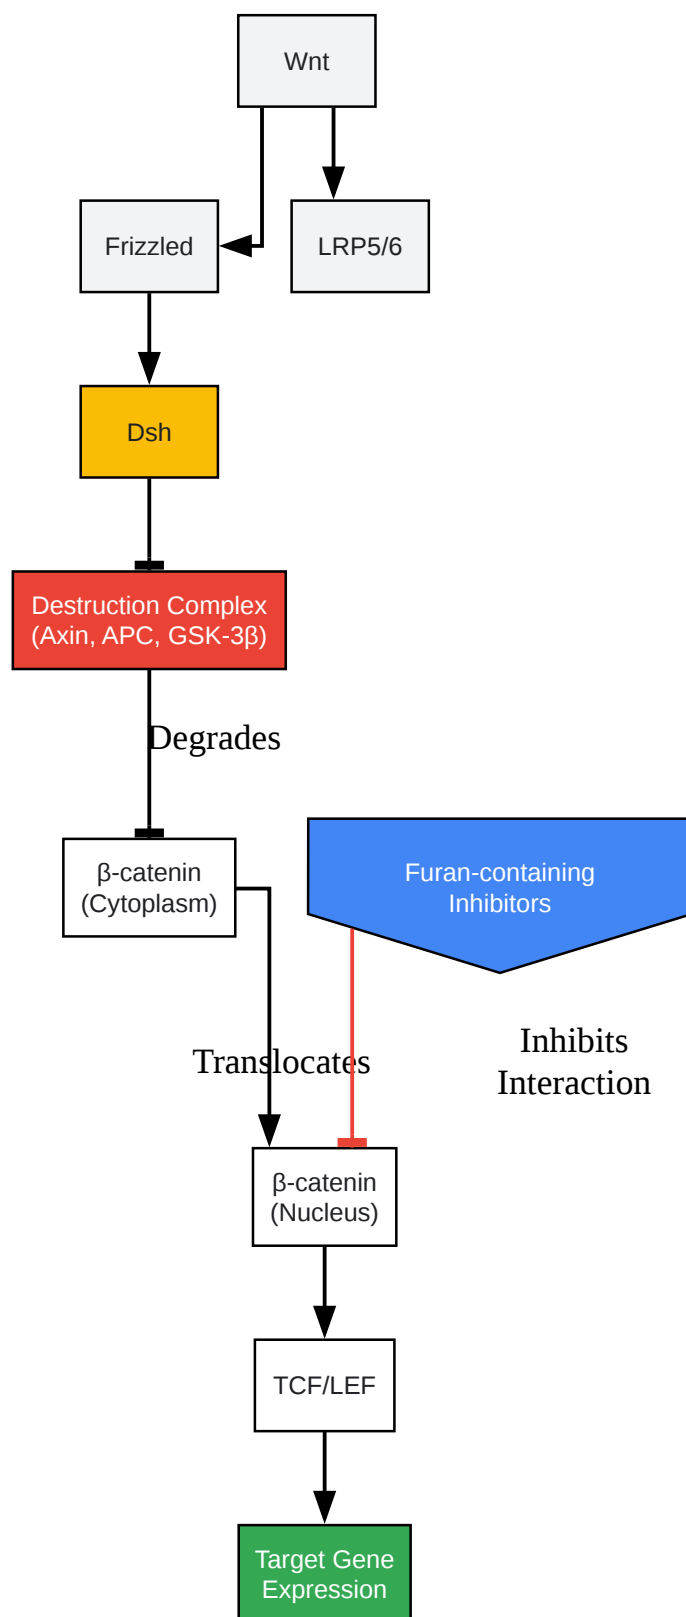 Wnt
Frizzled
LRP5/6
Dsh
Destruction Complex
(Axin, APC, GSK-3β)
Degrades
β-catenin
(Cytoplasm)
Furan-containing
Inhibitors
Translocates
Inhibits
Interaction
β-catenin
(Nucleus)
TCF/LEF
Target Gene
Expression